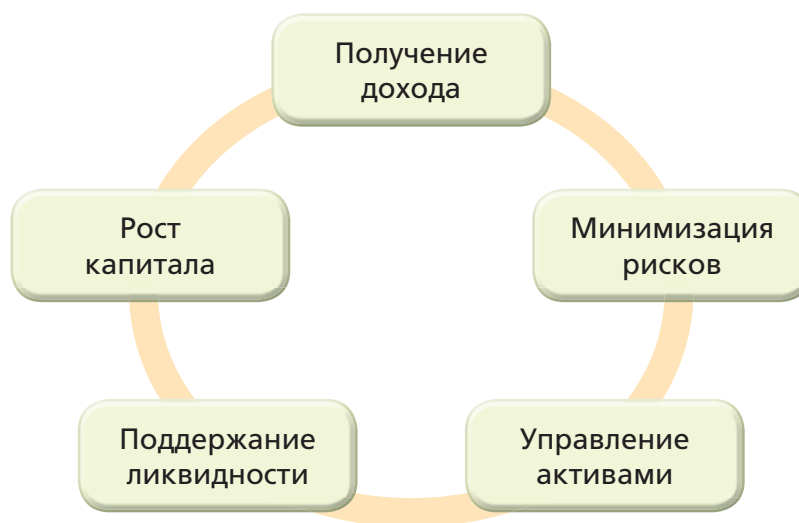 Получение
дохода
Рост
капитала
Минимизация
рисков
Поддержание
ликвидности
Управление
активами